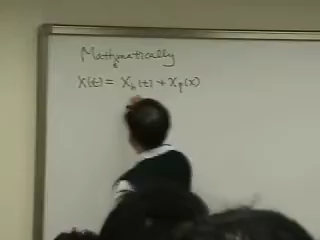 Mathematically
X(t) = X_h(t) + X_p(x)